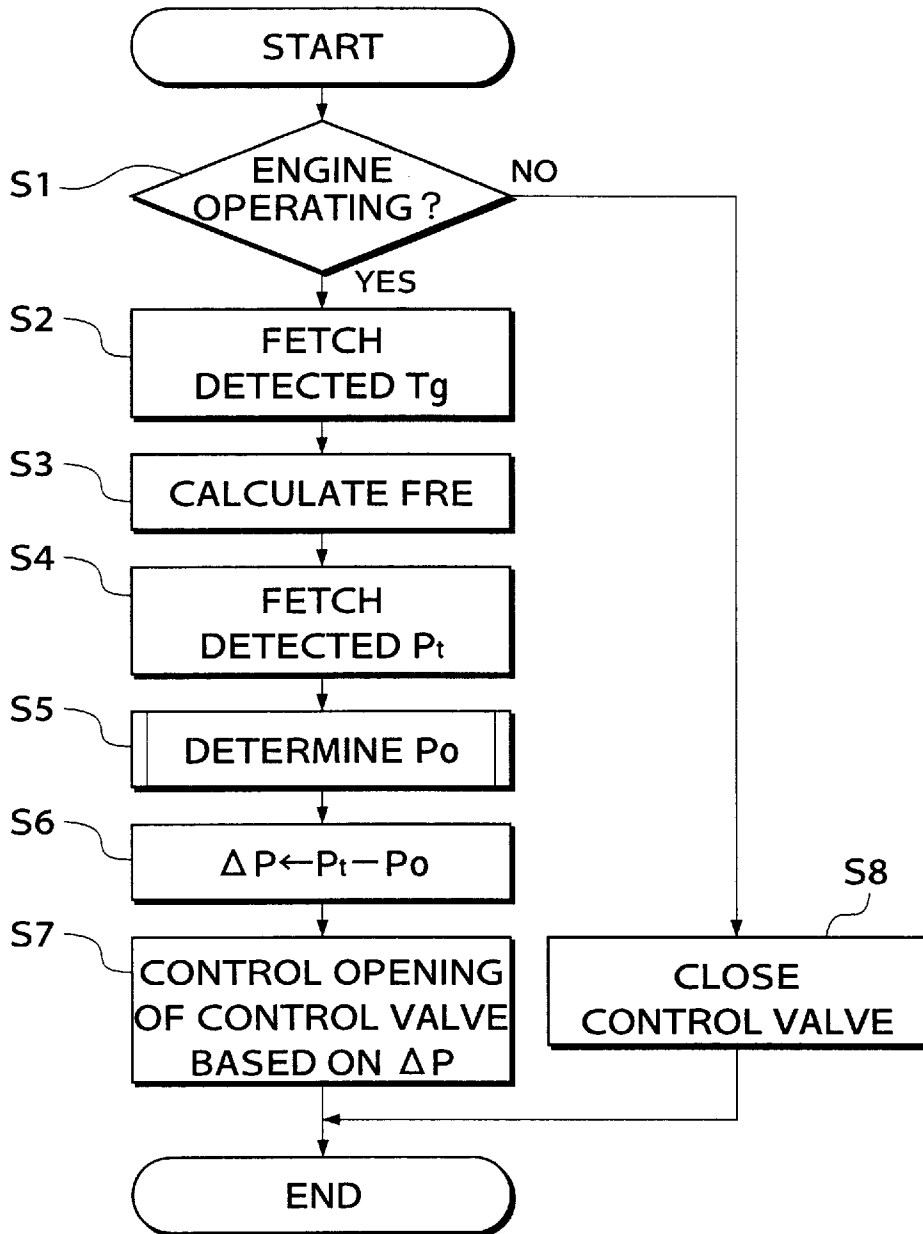 START
S1
ENGINE
OPERATING ?
NO
YES
S2
FETCH
DETECTED Tg
S3
CALCULATE FRE
S4
FETCH
DETECTED Pt
S5
DETERMINE Po
S6
ΔP←Pt−Po
S7
CONTROL OPENING
OF CONTROL VALVE
BASED ON ΔP
S8
CLOSE
CONTROL VALVE
END